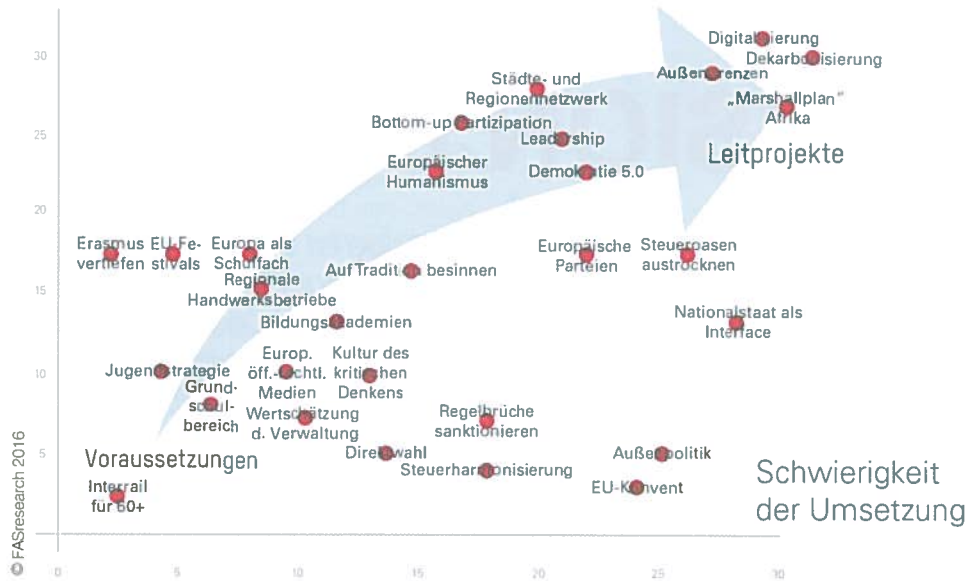 30
25
20
15
10
5
0
5
10
15
20
25
30
Digitalisierung
Dekarbonisierung
Außengrenzen
„Marshallplan"
Afrika
Leitprojekte
Städte- und
Regionennetzwerk
Bottom-up Partizipation
Leadership
Europäischer
Humanismus
Demokratie 5.0
Erasmus
vertiefen
EU-Fe-
stivals
Europa als
Schulfach
Regionale
Handwerksbetriebe
Auf Tradition besinnen
Europäische
Parteien
Steueroasen
austrocknen
Bildungsakademien
Nationalstaat als
Interface
Jugendstrategie
Grund-
schul-
bereich
Europ.
öff.-rechtl.
Medien
Kultur des
kritischen
Denkens
Wertschätzung
d. Verwaltung
Regelbrüche
sanktionieren
Direktwahl
Steuerharmonisierung
Außenpolitik
EU-Konvent
Voraussetzungen
Interrail
für 60+
Schwierigkeit
der Umsetzung
© FASresearch 2016